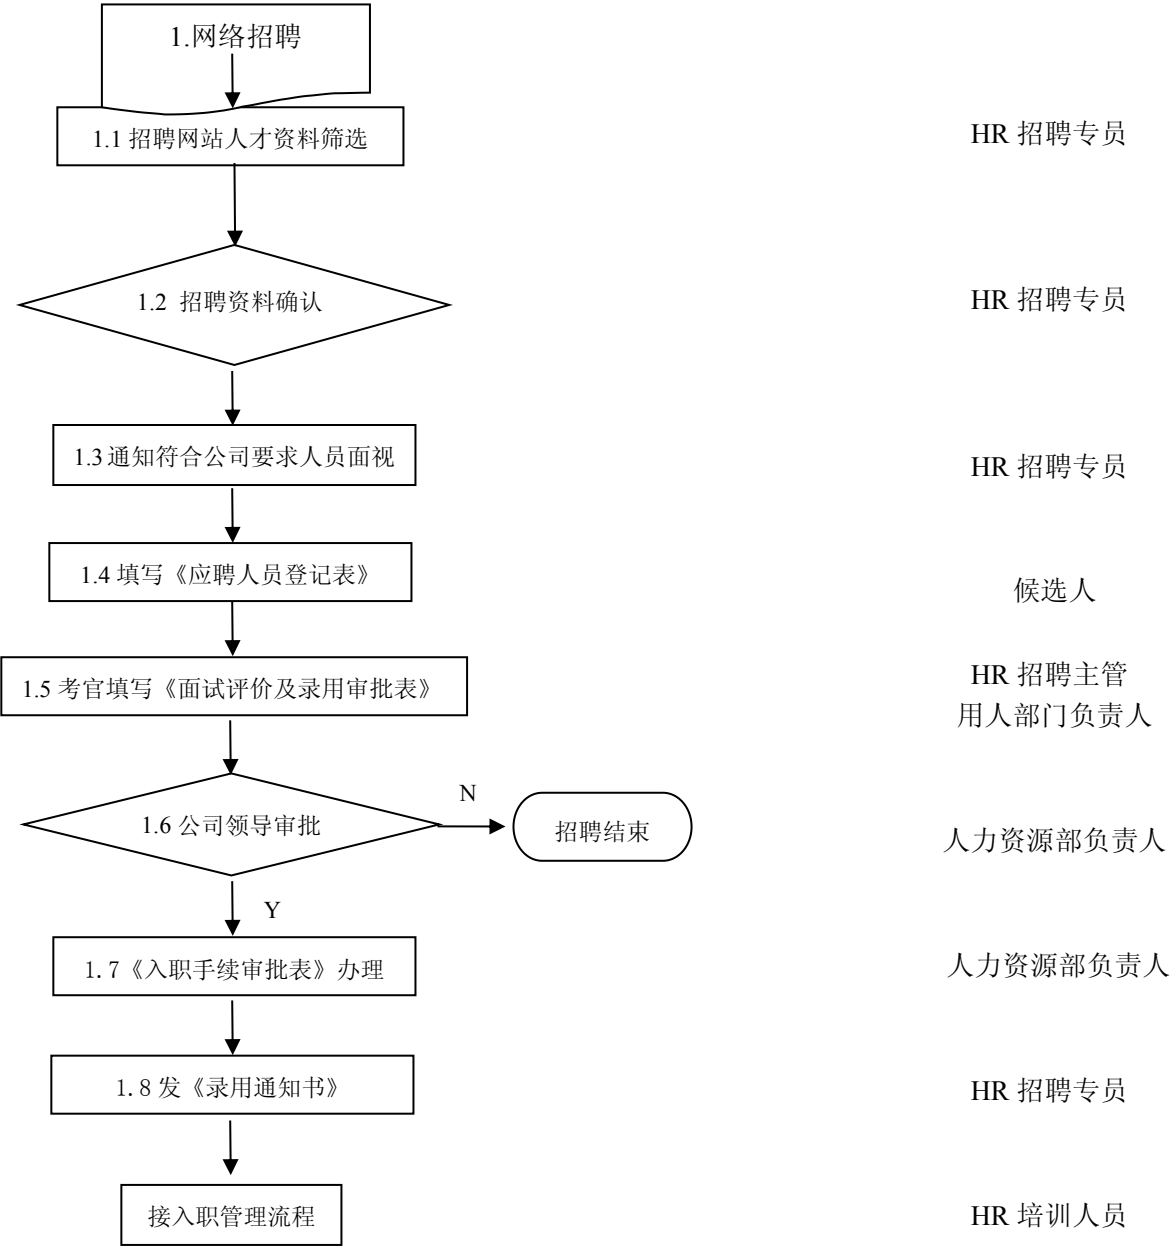 1.网络招聘
1.1 招聘网站人才资料筛选
HR 招聘专员
1.2 招聘资料确认
HR 招聘专员
1.3 通知符合公司要求人员面视
HR 招聘专员
1.4 填写《应聘人员登记表》
候选人
1.5 考官填写《面试评价及录用审批表》
HR 招聘主管
用人部门负责人
N
1.6 公司领导审批
招聘结束
人力资源部负责人
Y
1.7《入职手续审批表》办理
人力资源部负责人
1.8 发《录用通知书》
HR 招聘专员
接入职管理流程
HR 培训人员